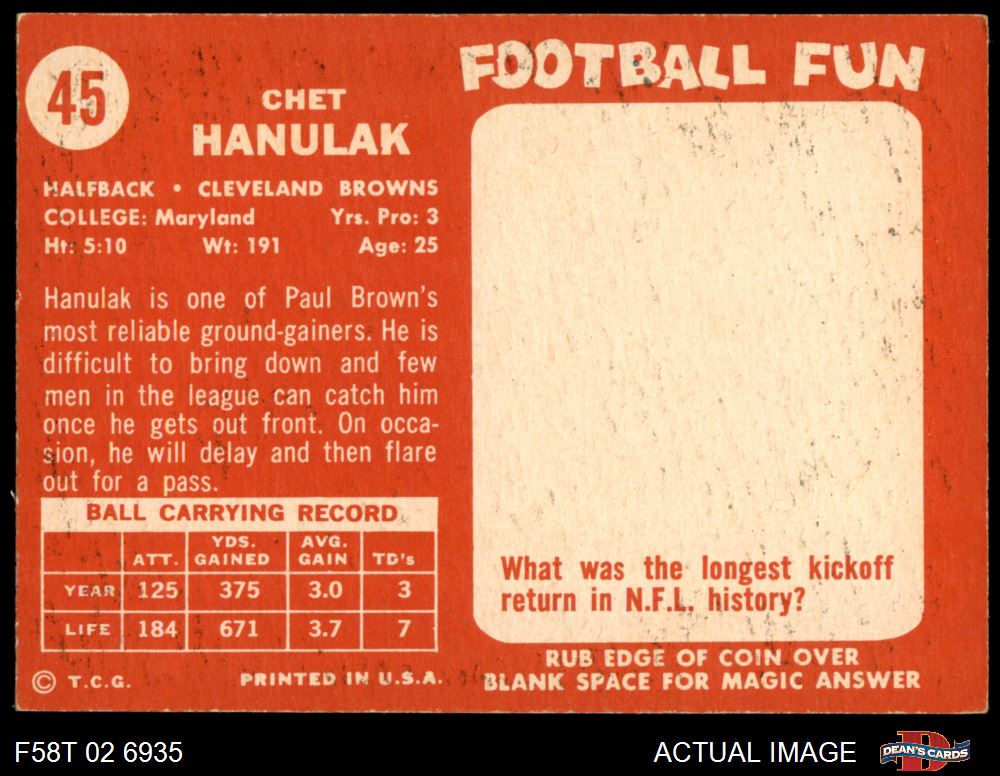 45
CHET
HANULAK
HALFBACK • CLEVELAND BROWNS
COLLEGE: Maryland Yrs. Pro: 3
Ht: 5:10 Wt: 191 Age: 25
Hanulak is one of Paul Brown's
most reliable ground-gainers. He is
difficult to bring down and few
men in the league can catch him
once he gets out front. On occa-
sion, he will delay and then flare
out for a pass.
BALL CARRYING RECORD
ATT. YDS. GAINED AVG. GAIN TD's
YEAR 125 375 3.0 3
LIFE 184 671 3.7 7
© T.C.G. PRINTED IN U.S.A.
FOOTBALL FUN
What was the longest kickoff
return in N.F.L. history?
RUB EDGE OF COIN OVER
BLANK SPACE FOR MAGIC ANSWER
F58T 02 6935
ACTUAL IMAGE
DEAN'S CARDS